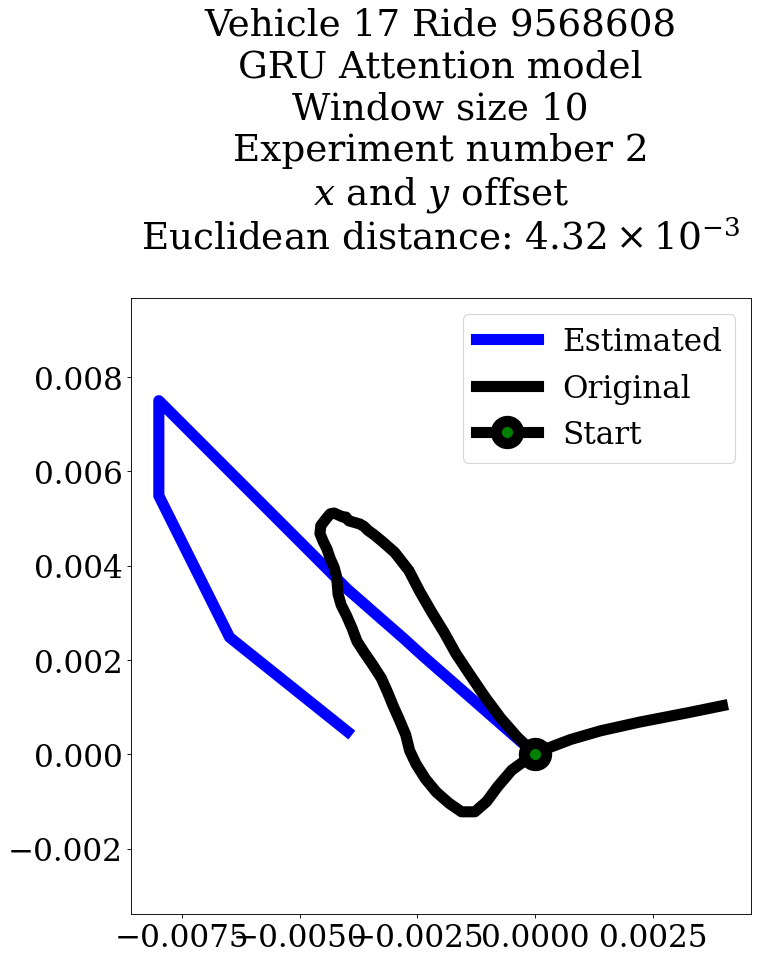 Vehicle 17 Ride 9568608
GRU Attention model
Window size 10
Experiment number 2
x and y offset
Euclidean distance: 4.32 × 10⁻³
Estimated
Original
Start
0.008
0.006
0.004
0.002
0.000
−0.002
−0.0075 −0.0050 −0.0025 0.0000 0.0025